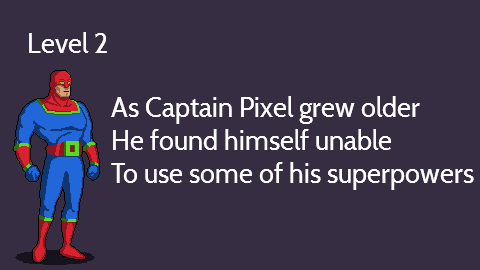 Level 2
As Captain Pixel grew older
He found himself unable
To use some of his superpowers